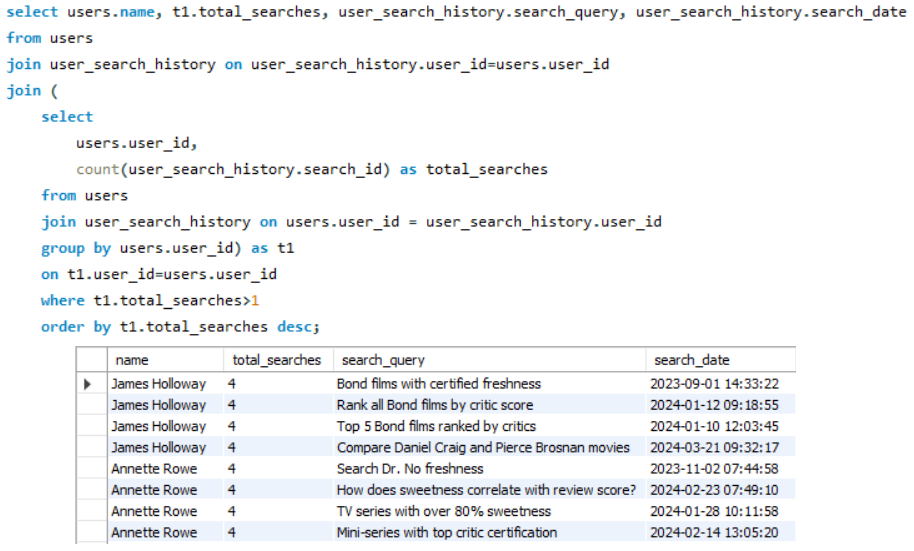 select users.name, t1.total_searches, user_search_history.search_query, user_search_history.search_date
from users
join user_search_history on user_search_history.user_id=users.user_id
join (
select
users.user_id,
count(user_search_history.search_id) as total_searches
from users
join user_search_history on users.user_id = user_search_history.user_id
group by users.user_id) as t1
on t1.user_id=users.user_id
where t1.total_searches>1
order by t1.total_searches desc;
name total_searches search_query search_date
James Holloway 4 Bond films with certified freshness 2023-09-01 14:33:22
James Holloway 4 Rank all Bond films by critic score 2024-01-12 09:18:55
James Holloway 4 Top 5 Bond films ranked by critics 2024-01-10 12:03:45
James Holloway 4 Compare Daniel Craig and Pierce Brosnan movies 2024-03-21 09:32:17
Annette Rowe 4 Search Dr. No freshness 2023-11-02 07:44:58
Annette Rowe 4 How does sweetness correlate with review score? 2024-02-23 07:49:10
Annette Rowe 4 TV series with over 80% sweetness 2024-01-28 10:11:58
Annette Rowe 4 Mini-series with top critic certification 2024-02-14 13:05:20